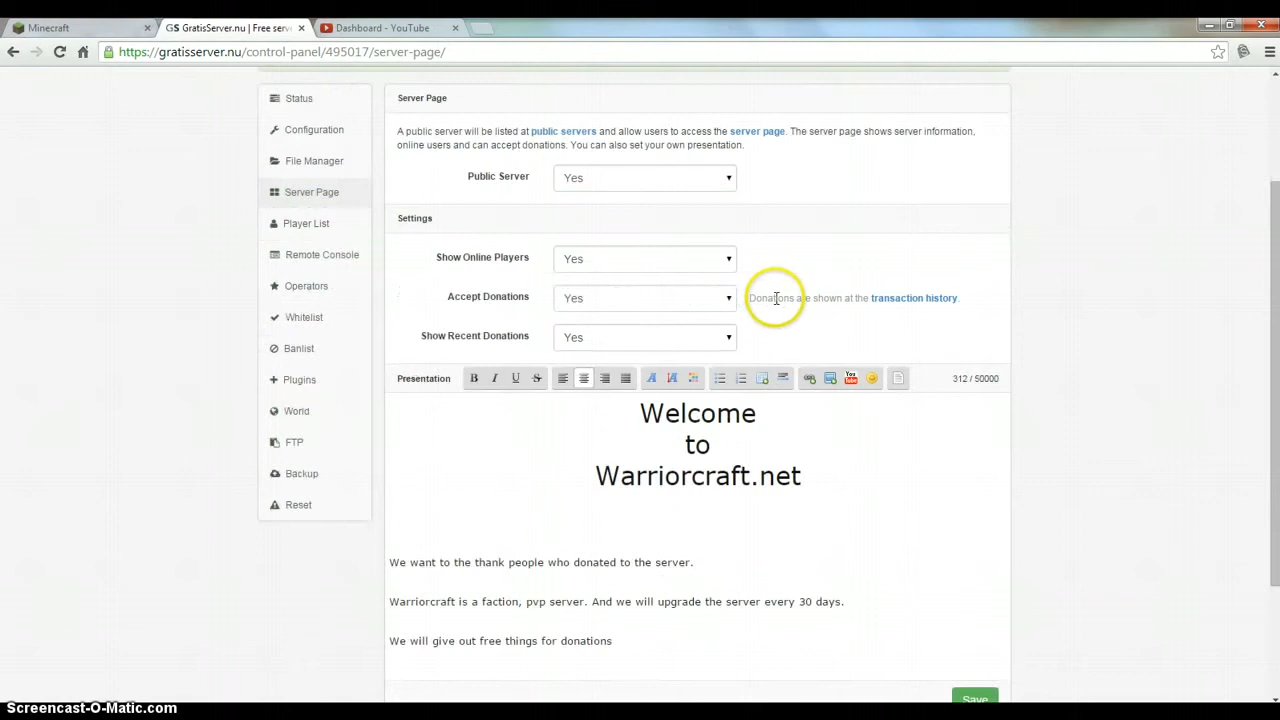 Minecraft
GS GratisServer.nu | Free serv
Dashboard - YouTube
https://gratisserver.nu/control-panel/495017/server-page/
Status
Configuration
File Manager
Server Page
Player List
Remote Console
Operators
Whitelist
Banlist
Plugins
World
FTP
Backup
Reset
Server Page
A public server will be listed at public servers and allow users to access the server page. The server page shows server information,
online users and can accept donations. You can also set your own presentation.
Public Server Yes
Settings
Show Online Players Yes
Accept Donations Yes Donations are shown at the transaction history.
Show Recent Donations Yes
Presentation B I U S You Tube 312 / 50000
Welcome
to
Warriorcraft.net
We want to the thank people who donated to the server.
Warriorcraft is a faction, pvp server. And we will upgrade the server every 30 days.
We will give out free things for donations
Save
Screencast-O-Matic.com